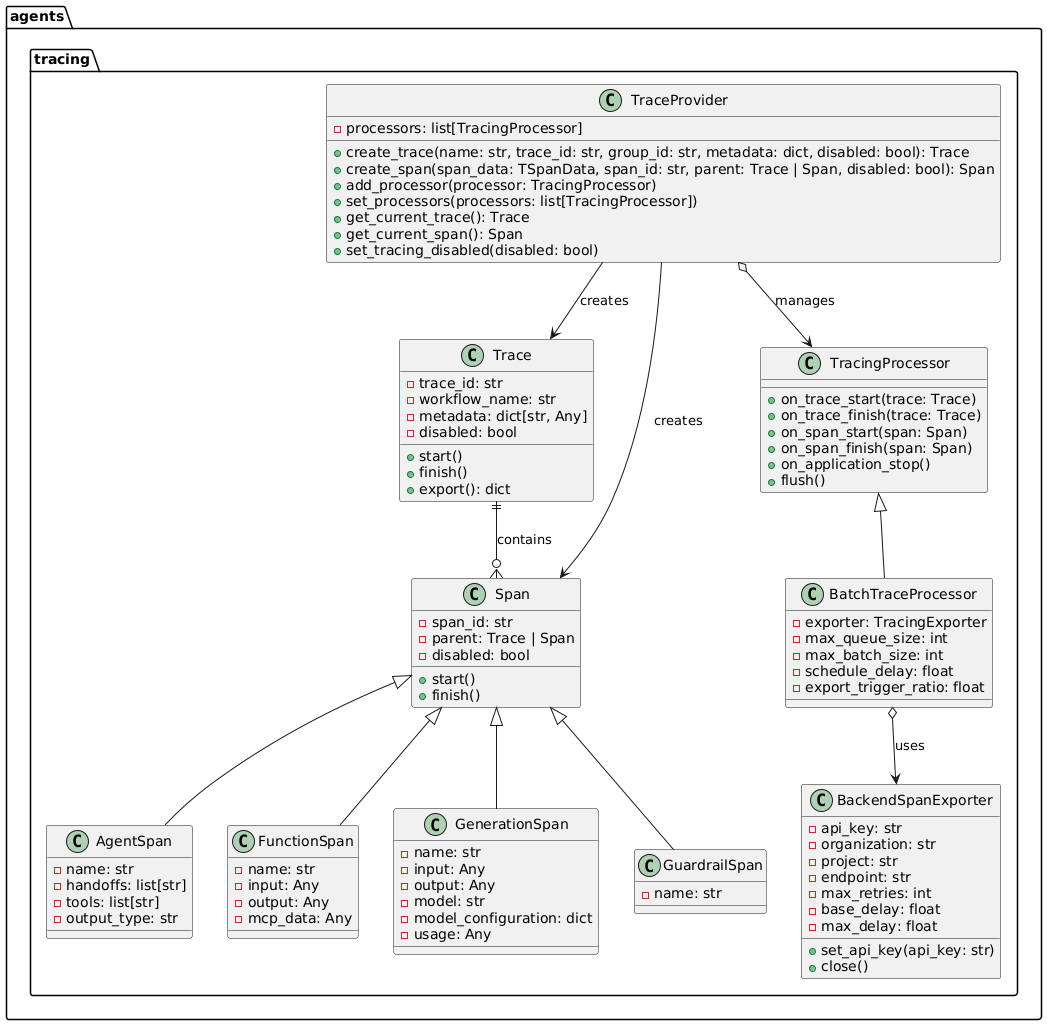 agents
tracing
C TraceProvider
processors: list[TracingProcessor]
create_trace(name: str, trace_id: str, group_id: str, metadata: dict, disabled: bool): Trace
create_span(span_data: TSpanData, span_id: str, parent: Trace | Span, disabled: bool): Span
add_processor(processor: TracingProcessor)
set_processors(processors: list[TracingProcessor])
get_current_trace(): Trace
get_current_span(): Span
set_tracing_disabled(disabled: bool)
creates
manages
C Trace
trace_id: str
workflow_name: str
metadata: dict[str, Any]
disabled: bool
start()
finish()
export(): dict
creates
C TracingProcessor
on_trace_start(trace: Trace)
on_trace_finish(trace: Trace)
on_span_start(span: Span)
on_span_finish(span: Span)
on_application_stop()
flush()
contains
C Span
span_id: str
parent: Trace | Span
disabled: bool
start()
finish()
C BatchTraceProcessor
exporter: TracingExporter
max_queue_size: int
max_batch_size: int
schedule_delay: float
export_trigger_ratio: float
uses
C AgentSpan
name: str
handoffs: list[str]
tools: list[str]
output_type: str
C FunctionSpan
name: str
input: Any
output: Any
mcp_data: Any
C GenerationSpan
name: str
input: Any
output: Any
model: str
model_configuration: dict
usage: Any
C GuardrailSpan
name: str
C BackendSpanExporter
api_key: str
organization: str
project: str
endpoint: str
max_retries: int
base_delay: float
max_delay: float
set_api_key(api_key: str)
close()